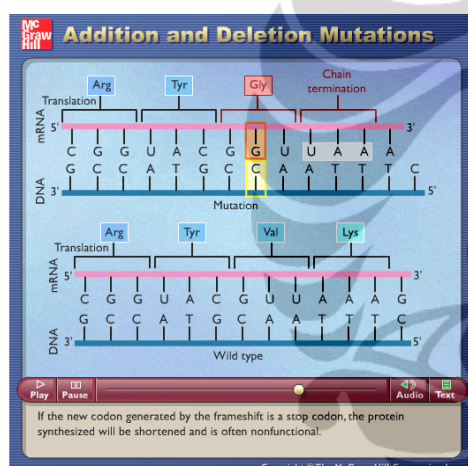 Mc
Graw
Hill
Addition and Deletion Mutations
Arg Tyr Gly Chain
termination
Translation
mRNA 5' 3'
C G G U A C G G U U A A A
G C C A T G C C A A T T T C
DNA 3' 5'
Mutation
Arg Tyr Val Lys
Translation
mRNA 5' 3'
C G G U A C G U U A A A G
G C C A T G C A A T T T C
DNA 3' 5'
Wild type
Play Pause Audio Text
If the new codon generated by the frameshift is a stop codon, the protein
synthesized will be shortened and is often nonfunctional.